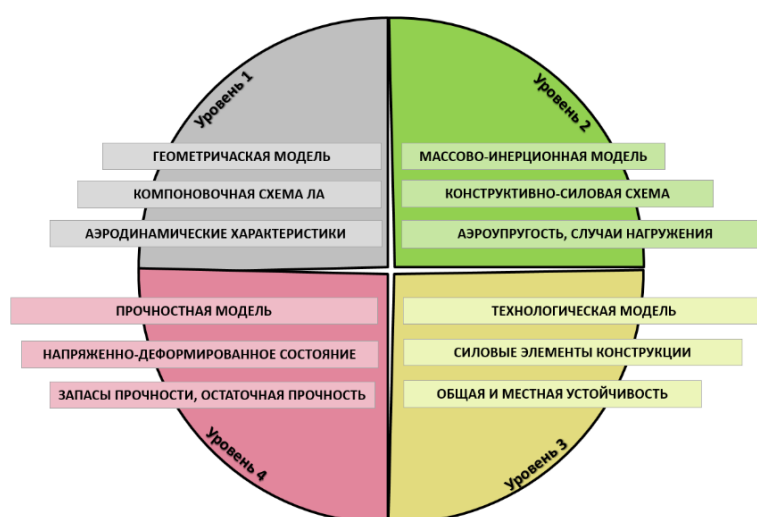 Уровень 1
ГЕОМЕТРИЧАСКАЯ МОДЕЛЬ
КОМПОНОВОЧНАЯ СХЕМА ЛА
АЭРОДИНАМИЧЕСКИЕ ХАРАКТЕРИСТИКИ
Уровень 2
МАССОВО-ИНЕРЦИОННАЯ МОДЕЛЬ
КОНСТРУКТИВНО-СИЛОВАЯ СХЕМА
АЭРОУПРУГОСТЬ, СЛУЧАИ НАГРУЖЕНИЯ
ПРОЧНОСТНАЯ МОДЕЛЬ
НАПРЯЖЕННО-ДЕФОРМИРОВАННОЕ СОСТОЯНИЕ
ЗАПАСЫ ПРОЧНОСТИ, ОСТАТОЧНАЯ ПРОЧНОСТЬ
Уровень 4
ТЕХНОЛОГИЧЕСКАЯ МОДЕЛЬ
СИЛОВЫЕ ЭЛЕМЕНТЫ КОНСТРУКЦИИ
ОБЩАЯ И МЕСТНАЯ УСТОЙЧИВОСТЬ
Уровень 3